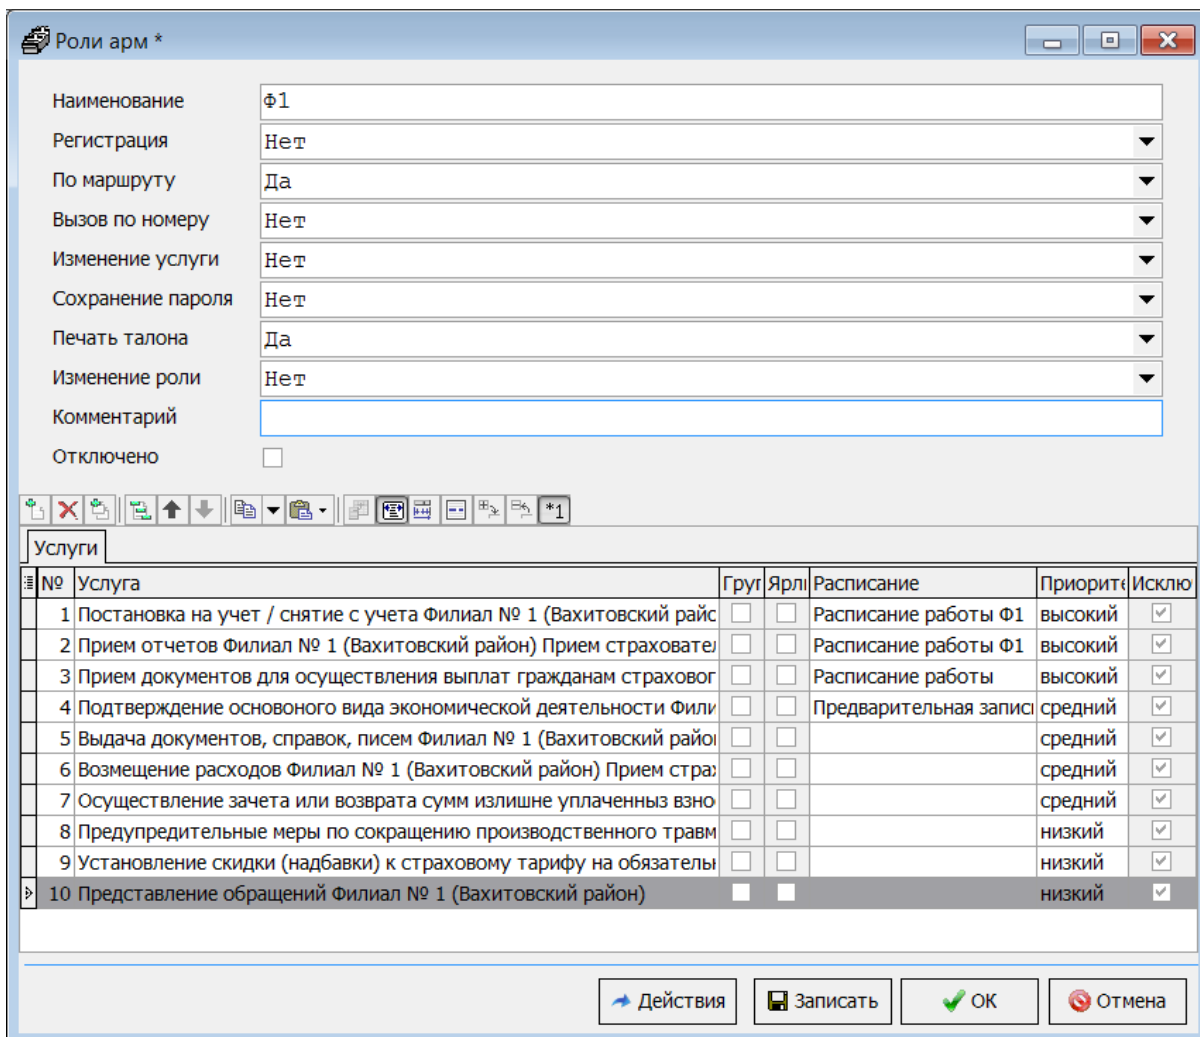 Роли арм *
Наименование Ф1
Регистрация Нет
По маршруту Да
Вызов по номеру Нет
Изменение услуги Нет
Сохранение пароля Нет
Печать талона Да
Изменение роли Нет
Комментарий
Отключено
*1
Услуги
№ Услуга Груг Ярлı Расписание Приорите Исклю
1 Постановка на учет / снятие с учета Филиал № 1 (Вахитовский райс Расписание работы Ф1 высокий
2 Прием отчетов Филиал № 1 (Вахитовский район) Прием страховател Расписание работы Ф1 высокий
3 Прием документов для осуществления выплат гражданам страховог Расписание работы высокий
4 Подтверждение основоного вида экономической деятельности Фили Предварительная запис средний
5 Выдача документов, справок, писем Филиал № 1 (Вахитовский райо средний
6 Возмещение расходов Филиал № 1 (Вахитовский район) Прием стра средний
7 Осуществление зачета или возврата сумм излишне уплаченныз взно средний
8 Предупредительные меры по сокращению производственного травм низкий
9 Установление скидки (надбавки) к страховому тарифу на обязатель низкий
10 Представление обращений Филиал № 1 (Вахитовский район) низкий
Действия Записать ОК Отмена